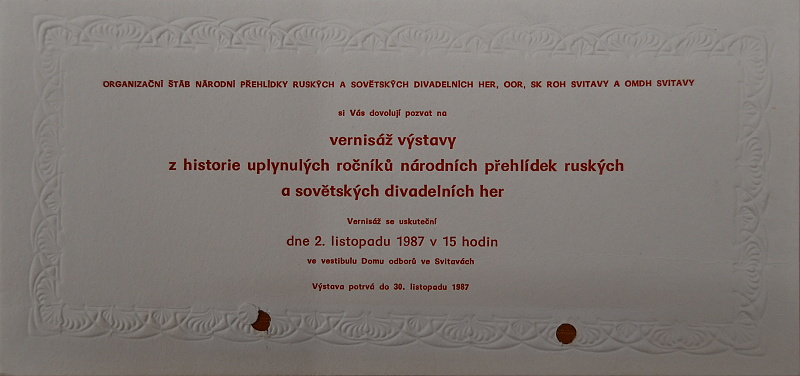 ORGANIZAČNÍ ŠTÁB NÁRODNÍ PŘEHLÍDKY RUSKÝCH A SOVĚTSKÝCH DIVADELNÍCH HER, OOR, SK ROH SVITAVY A OMDH SVITAVY
si Vás dovolují pozvat na
vernisáž výstavy
z historie uplynulých ročníků národních přehlídek ruských
a sovětských divadelních her
Vernisáž se uskuteční
dne 2. listopadu 1987 v 15 hodin
ve vestibulu Domu odborů ve Svitavách
Výstava potrvá do 30. listopadu 1987